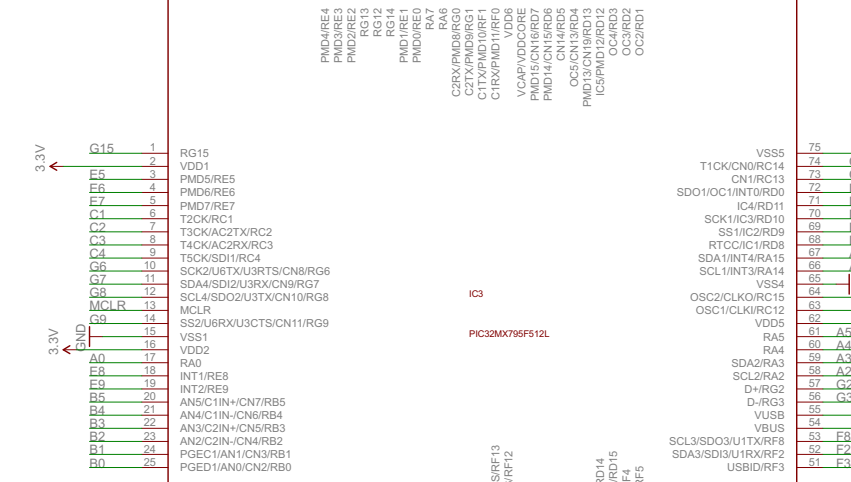 PMD4/RE4
PMD3/RE3
PMD2/RE2
RG13
RG12
RG14
PMD1/RE1
PMD0/RE0
RA7
RA6
C2RX/PMD8/RG0
C2TX/PMD9/RG1
C1TX/PMD10/RF1
C1RX/PMD11/RF0
VDD6
VCAP/VDDCORE
PMD15/CN16/RD7
PMD14/CN15/RD6
CN14/RD5
OC5/CN13/RD4
PMD13/CN19/RD13
IC5/PMD12/RD12
OC4/RD3
OC3/RD2
OC2/RD1
3.3V
G15 1 RG15
2 VDD1
E5 3 PMD5/RE5
E6 4 PMD6/RE6
E7 5 PMD7/RE7
C1 6 T2CK/RC1
C2 7 T3CK/AC2TX/RC2
C3 8 T4CK/AC2RX/RC3
C4 9 T5CK/SDI1/RC4
G6 10 SCK2/U6TX/U3RTS/CN8/RG6
G7 11 SDA4/SDI2/U3RX/CN9/RG7
G8 12 SCL4/SDO2/U3TX/CN10/RG8
MCLR 13 MCLR
G9 14 SS2/U6RX/U3CTS/CN11/RG9
GND 15 VSS1
3.3V 16 VDD2
A0 17 RA0
E8 18 INT1/RE8
E9 19 INT2/RE9
B5 20 AN5/C1IN+/CN7/RB5
B4 21 AN4/C1IN-/CN6/RB4
B3 22 AN3/C2IN+/CN5/RB3
B2 23 AN2/C2IN-/CN4/RB2
B1 24 PGEC1/AN1/CN3/RB1
B0 25 PGED1/AN0/CN2/RB0
IC3
PIC32MX795F512L
VSS5 75
T1CK/CN0/RC14 74
CN1/RC13 73
SDO1/OC1/INT0/RD0 72
IC4/RD11 71
SCK1/IC3/RD10 70
SS1/IC2/RD9 69
RTCC/IC1/RD8 68
SDA1/INT4/RA15 67
SCL1/INT3/RA14 66
VSS4 65
OSC2/CLKO/RC15 64
OSC1/CLKI/RC12 63
VDD5 62
RA5 61 A5
RA4 60 A4
SDA2/RA3 59 A3
SCL2/RA2 58 A2
D+/RG2 57 G2
D-/RG3 56 G3
VUSB 55
VBUS 54
SCL3/SDO3/U1TX/RF8 53 F8
SDA3/SDI3/U1RX/RF2 52 F2
USBID/RF3 51 F3
S/RF13
/RF12
RD14
/RD15
F4
RF5